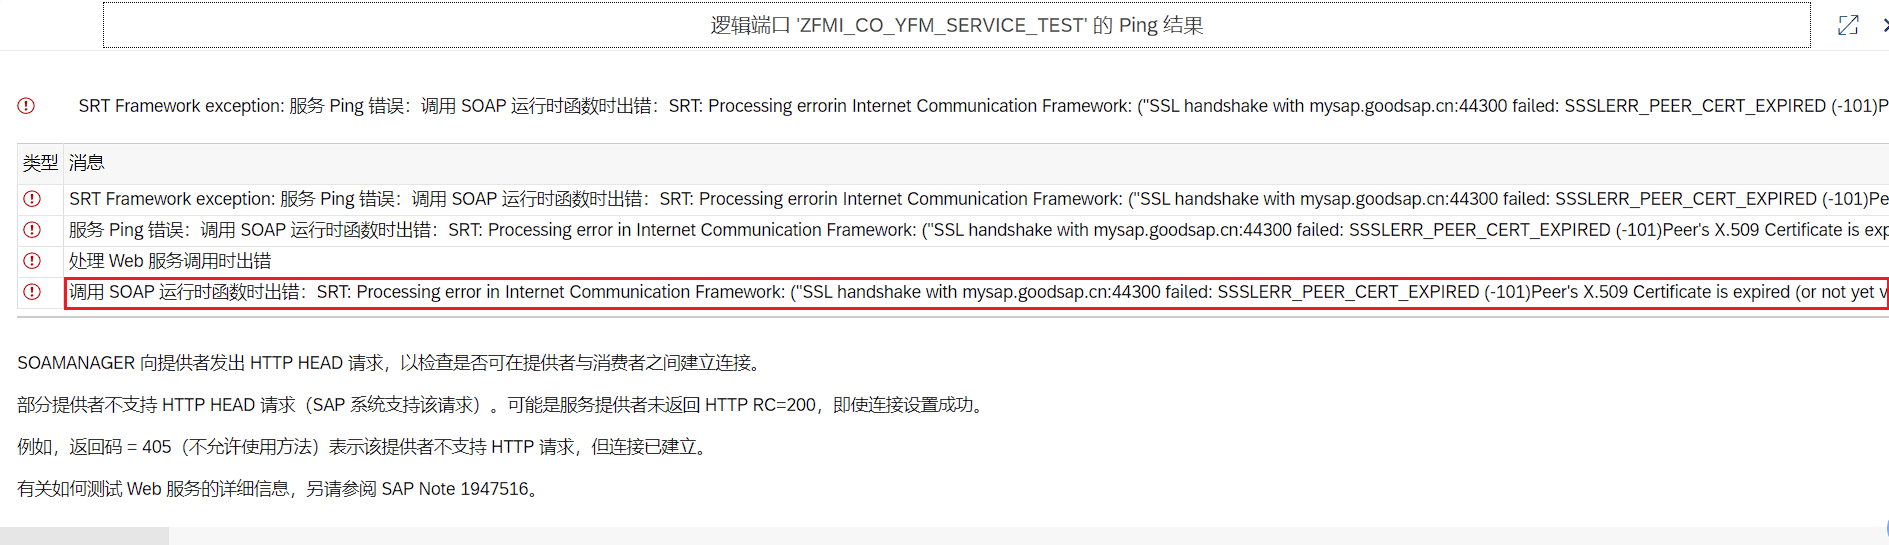 逻辑端口 'ZFMI_CO_YFM_SERVICE_TEST' 的 Ping 结果
SRT Framework exception: 服务 Ping 错误：调用 SOAP 运行时函数时出错：SRT: Processing errorin Internet Communication Framework: ("SSL handshake with mysap.goodsap.cn:44300 failed: SSSLERR_PEER_CERT_EXPIRED (-101)P
类型 消息
SRT Framework exception: 服务 Ping 错误：调用 SOAP 运行时函数时出错：SRT: Processing errorin Internet Communication Framework: ("SSL handshake with mysap.goodsap.cn:44300 failed: SSSLERR_PEER_CERT_EXPIRED (-101)Pe
服务 Ping 错误：调用 SOAP 运行时函数时出错：SRT: Processing error in Internet Communication Framework: ("SSL handshake with mysap.goodsap.cn:44300 failed: SSSLERR_PEER_CERT_EXPIRED (-101)Peer's X.509 Certificate is exp
处理 Web 服务调用时出错
调用 SOAP 运行时函数时出错：SRT: Processing error in Internet Communication Framework: ("SSL handshake with mysap.goodsap.cn:44300 failed: SSSLERR_PEER_CERT_EXPIRED (-101)Peer's X.509 Certificate is expired (or not yet v
SOAMANAGER 向提供者发出 HTTP HEAD 请求，以检查是否可在提供者与消费者之间建立连接。
部分提供者不支持 HTTP HEAD 请求（SAP 系统支持该请求）。可能是服务提供者未返回 HTTP RC=200，即使连接设置成功。
例如，返回码 = 405（不允许使用方法）表示该提供者不支持 HTTP 请求，但连接已建立。
有关如何测试 Web 服务的详细信息，另请参阅 SAP Note 1947516。